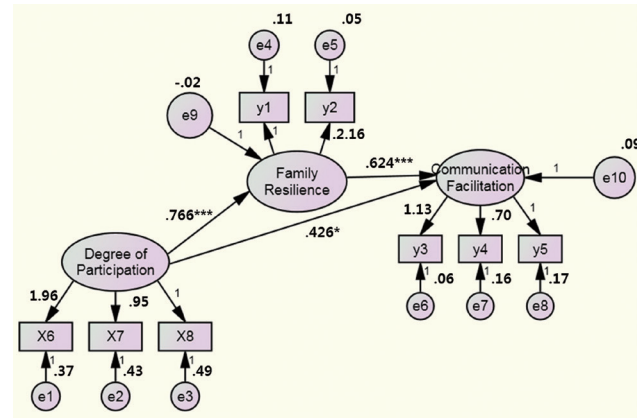 .11
.05
e4
e5
1
1
-.02
e9
y1
y2
1
1
.2.16
.09
Family
Resilience
.624***
Communication
Facilitation
1
e10
.766***
.426*
1.13
.70
1
Degree of
Participation
y3
y4
y5
1
.06
1
.16
1
.17
1.96
.95
1
e6
e7
e8
X6
X7
X8
1
.37
1
.43
1
.49
e1
e2
e3